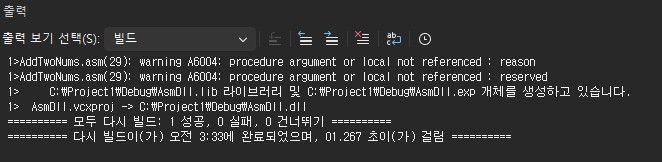 출력
출력 보기 선택(S): 빌드
1>AddTwoNums.asm(29): warning A6004: procedure argument or local not referenced : reason
1>AddTwoNums.asm(29): warning A6004: procedure argument or local not referenced : reserved
1>    C:₩Project1₩Debug₩AsmDll.lib 라이브러리 및 C:₩Project1₩Debug₩AsmDll.exp 개체를 생성하고 있습니다.
1>  AsmDll.vcxproj -> C:₩Project1₩Debug₩AsmDll.dll
========== 모두 다시 빌드: 1 성공, 0 실패, 0 건너뛰기 ==========
========== 다시 빌드이(가) 오전 3:33에 완료되었으며, 01.267 초이(가) 걸림 ==========